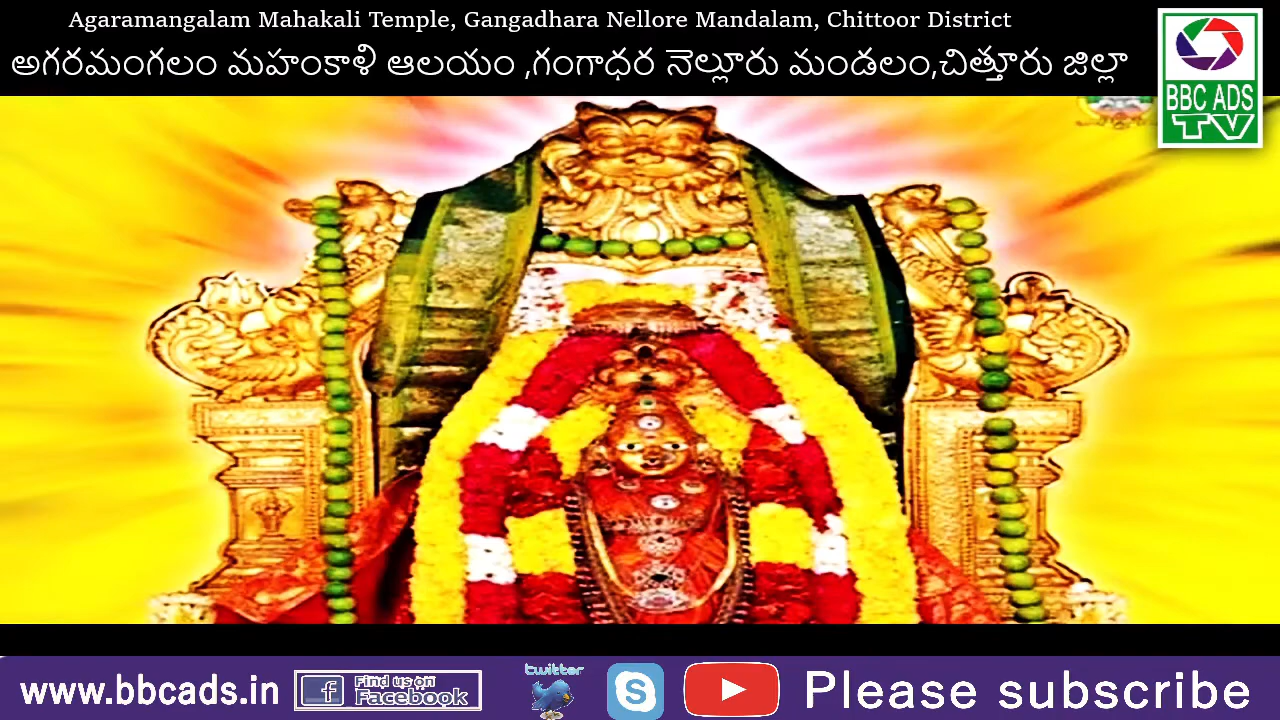 Agaramangalam Mahakali Temple, Gangadhara Nellore Mandalam, Chittoor District
అగరమంగలం మహంకాళి ఆలయం ,గంగాధర నెల్లూరు మండలం,చిత్తూరు జిల్లా
BBC ADS
TV
www.bbcads.in
f
Find us on
Facebook
twitter
S
Please subscribe